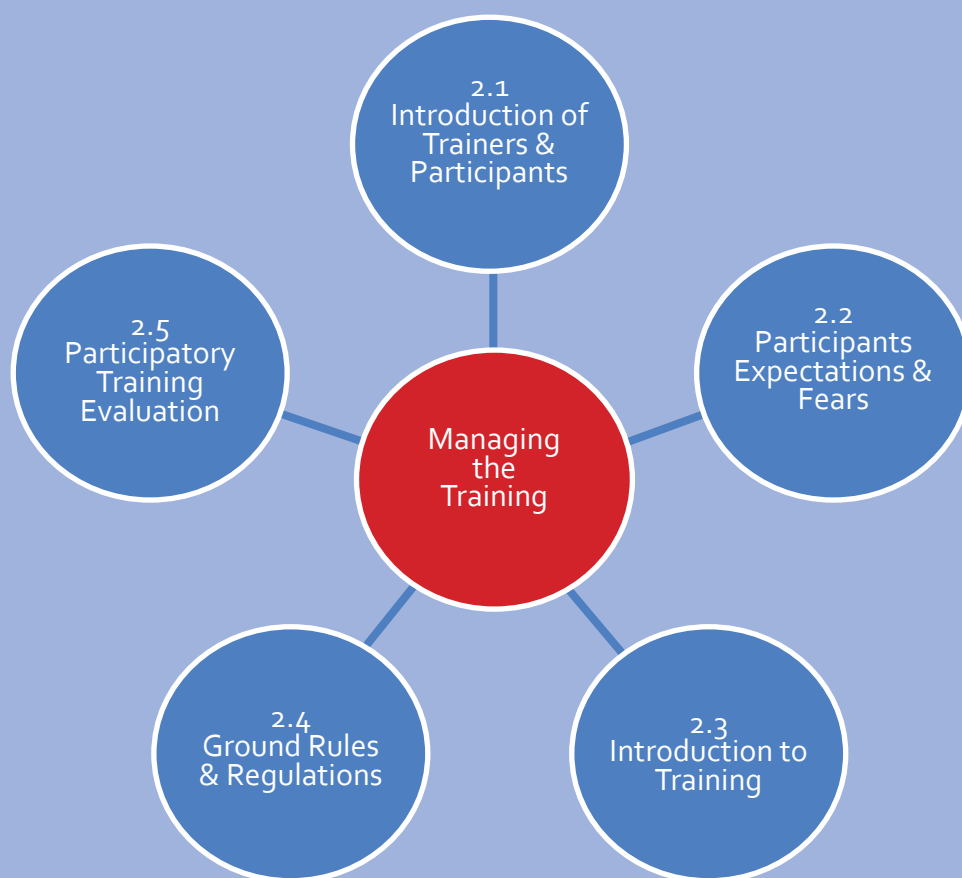 2.1
Introduction of
Trainers &
Participants
2.2
Participants
Expectations &
Fears
2.3
Introduction to
Training
2.4
Ground Rules
& Regulations
2.5
Participatory
Training
Evaluation
Managing
the
Training